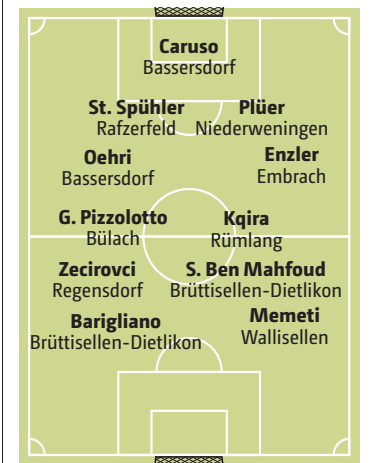 Caruso
Bassersdorf
St. Spühler Plüer
Rafzerfeld Niederweningen
Oehri Enzler
Bassersdorf Embrach
G. Pizzolotto Kqira
Bülach Rümlang
Zecirovci S. Ben Mahfoud
Regensdorf Brüttisellen-Dietlikon
Barigliano Memeti
Brüttisellen-Dietlikon Wallisellen